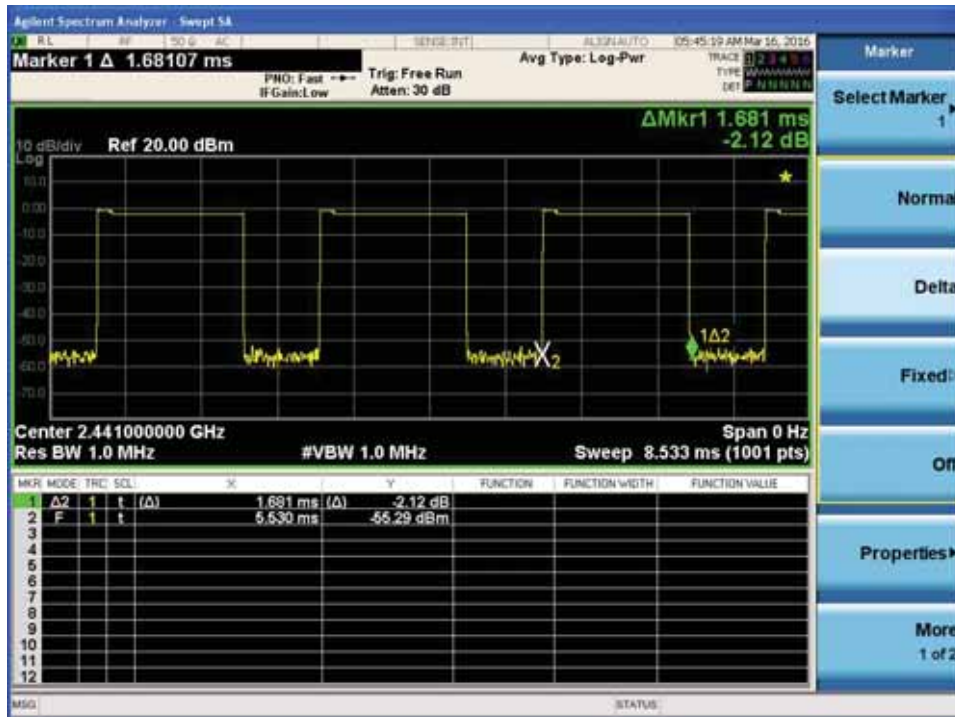 Agilent Spectrum Analyzer - Swept SA
RL RF 50 Ω AC SENSE:INT ALIGNAUTO 05:45:19 AM Mar 16, 2016
Marker 1 Δ 1.68107 ms
PNO: Fast
IFGain:Low
Trig: Free Run
Atten: 30 dB
Avg Type: Log-Pwr
TRACE 1 2 3 4 5 6
TYPE
DET P N N N N N
ΔMkr1 1.681 ms
-2.12 dB
10 dB/div Ref 20.00 dBm
Log
10.0
0.00
-10.0
-20.0
-30.0
-40.0
-50.0
-60.0
-70.0
1Δ2
2
Center 2.441000000 GHz Span 0 Hz
Res BW 1.0 MHz #VBW 1.0 MHz Sweep 8.533 ms (1001 pts)
MKR MODE TRC SCL X Y FUNCTION FUNCTION WIDTH FUNCTION VALUE
1 Δ2 1 t (Δ) 1.681 ms (Δ) -2.12 dB
2 F 1 t 5.530 ms -55.29 dBm
3
4
5
6
7
8
9
10
11
12
MSG STATUS
Marker
Select Marker
1
Normal
Delta
Fixed
Off
Properties
More
1 of 2